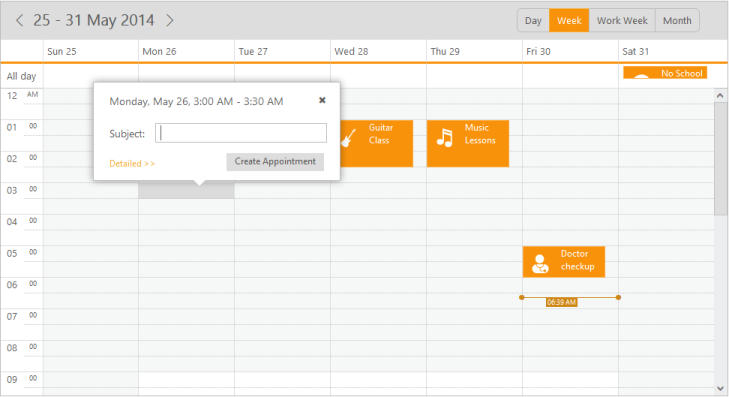 25 - 31 May 2014
Day Week Work Week Month
Sun 25 Mon 26 Tue 27 Wed 28 Thu 29 Fri 30 Sat 31
All day
No School
12 AM
Monday, May 26, 3:00 AM - 3:30 AM
Subject:
Detailed >>
Create Appointment
Guitar
Class
Music
Lessons
01 00
02 00
03 00
04 00
05 00
Doctor
checkup
06 00
06:39 AM
07 00
08 00
09 00